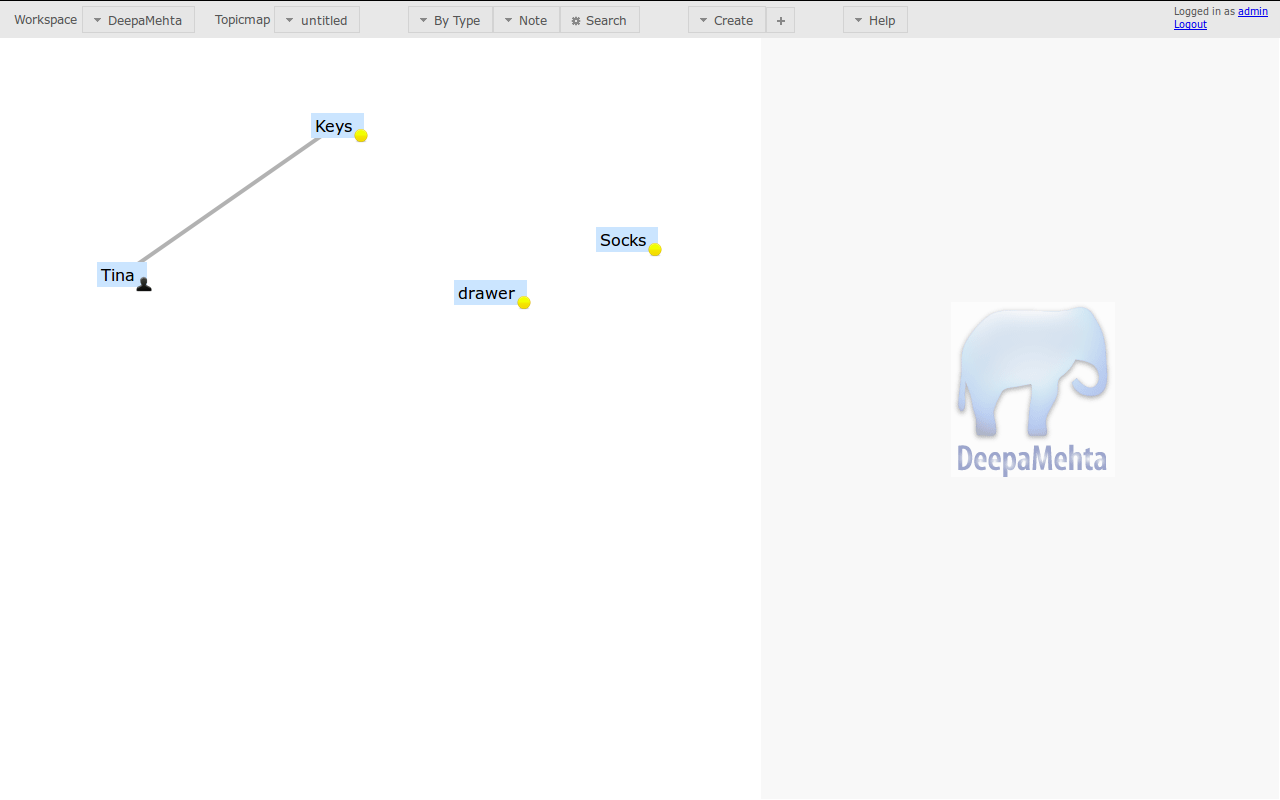 Workspace DeepaMehta Topicmap untitled By Type Note Search Create + Help Logged in as admin
Logout
Keys
Socks
Tina
drawer
DeepaMehta